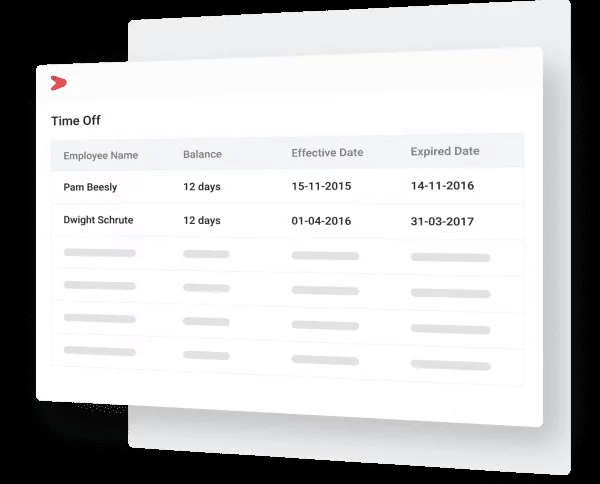 Time Off
Employee Name Balance Effective Date Expired Date
Pam Beesly 12 days 15-11-2015 14-11-2016
Dwight Schrute 12 days 01-04-2016 31-03-2017